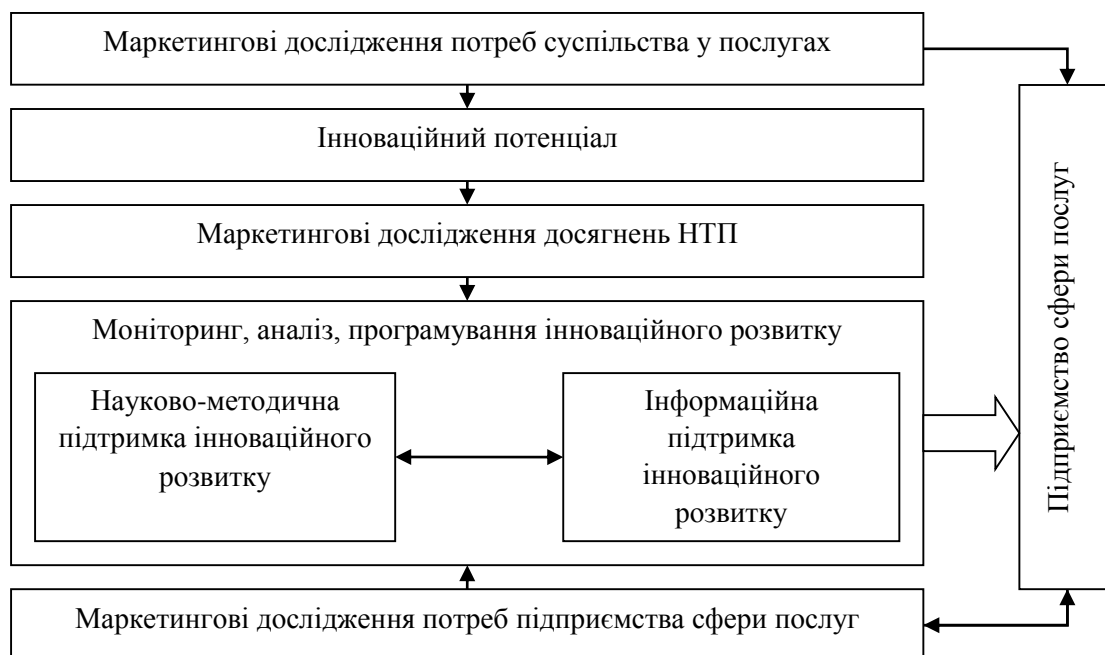 Маркетингові дослідження потреб суспільства у послугах
Інноваційний потенціал
Маркетингові дослідження досягнень НТП
Моніторинг, аналіз, програмування інноваційного розвитку
Науково-методична
підтримка інноваційного
розвитку
Інформаційна
підтримка
інноваційного
розвитку
Маркетингові дослідження потреб підприємства сфери послуг
Підприємство сфери послуг